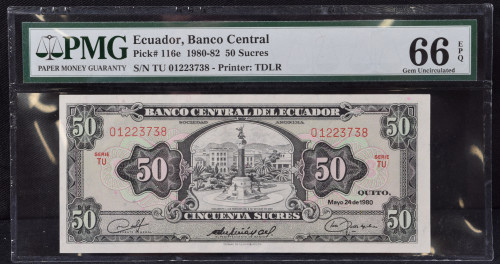 PMG
PAPER MONEY GUARANTY
Ecuador, Banco Central
Pick# 116e 1980-82 50 Sucres
S/N TU 01223738 - Printer: TDLR
66 EPQ
Gem Uncirculated
BANCO CENTRAL DEL ECUADOR
SOCIEDAD ANONIMA
50 01223738 01223738 50
SERIE TU
SERIE TU
50 50
QUITO,
Mayo 24 de 1980
50 CINCUENTA SUCRES 50